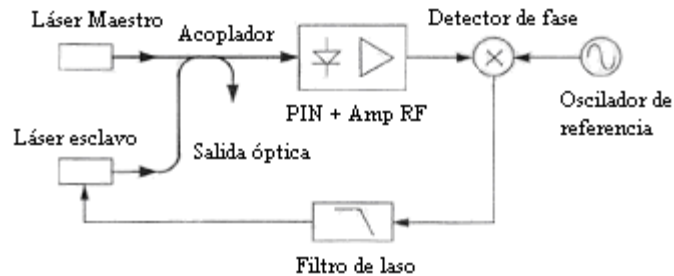 Láser Maestro
Acoplador
Detector de fase
PIN + Amp RF
Oscilador de
referencia
Láser esclavo
Salida óptica
Filtro de laso